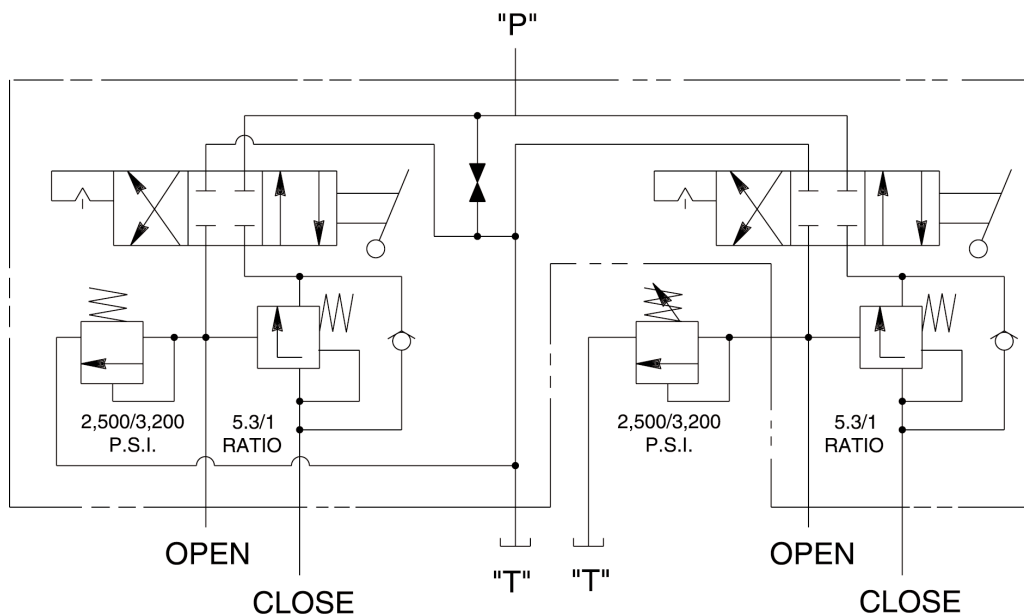 "P"
2,500/3,200
P.S.I.
5.3/1
RATIO
2,500/3,200
P.S.I.
5.3/1
RATIO
OPEN
CLOSE
"T"
"T"
OPEN
CLOSE